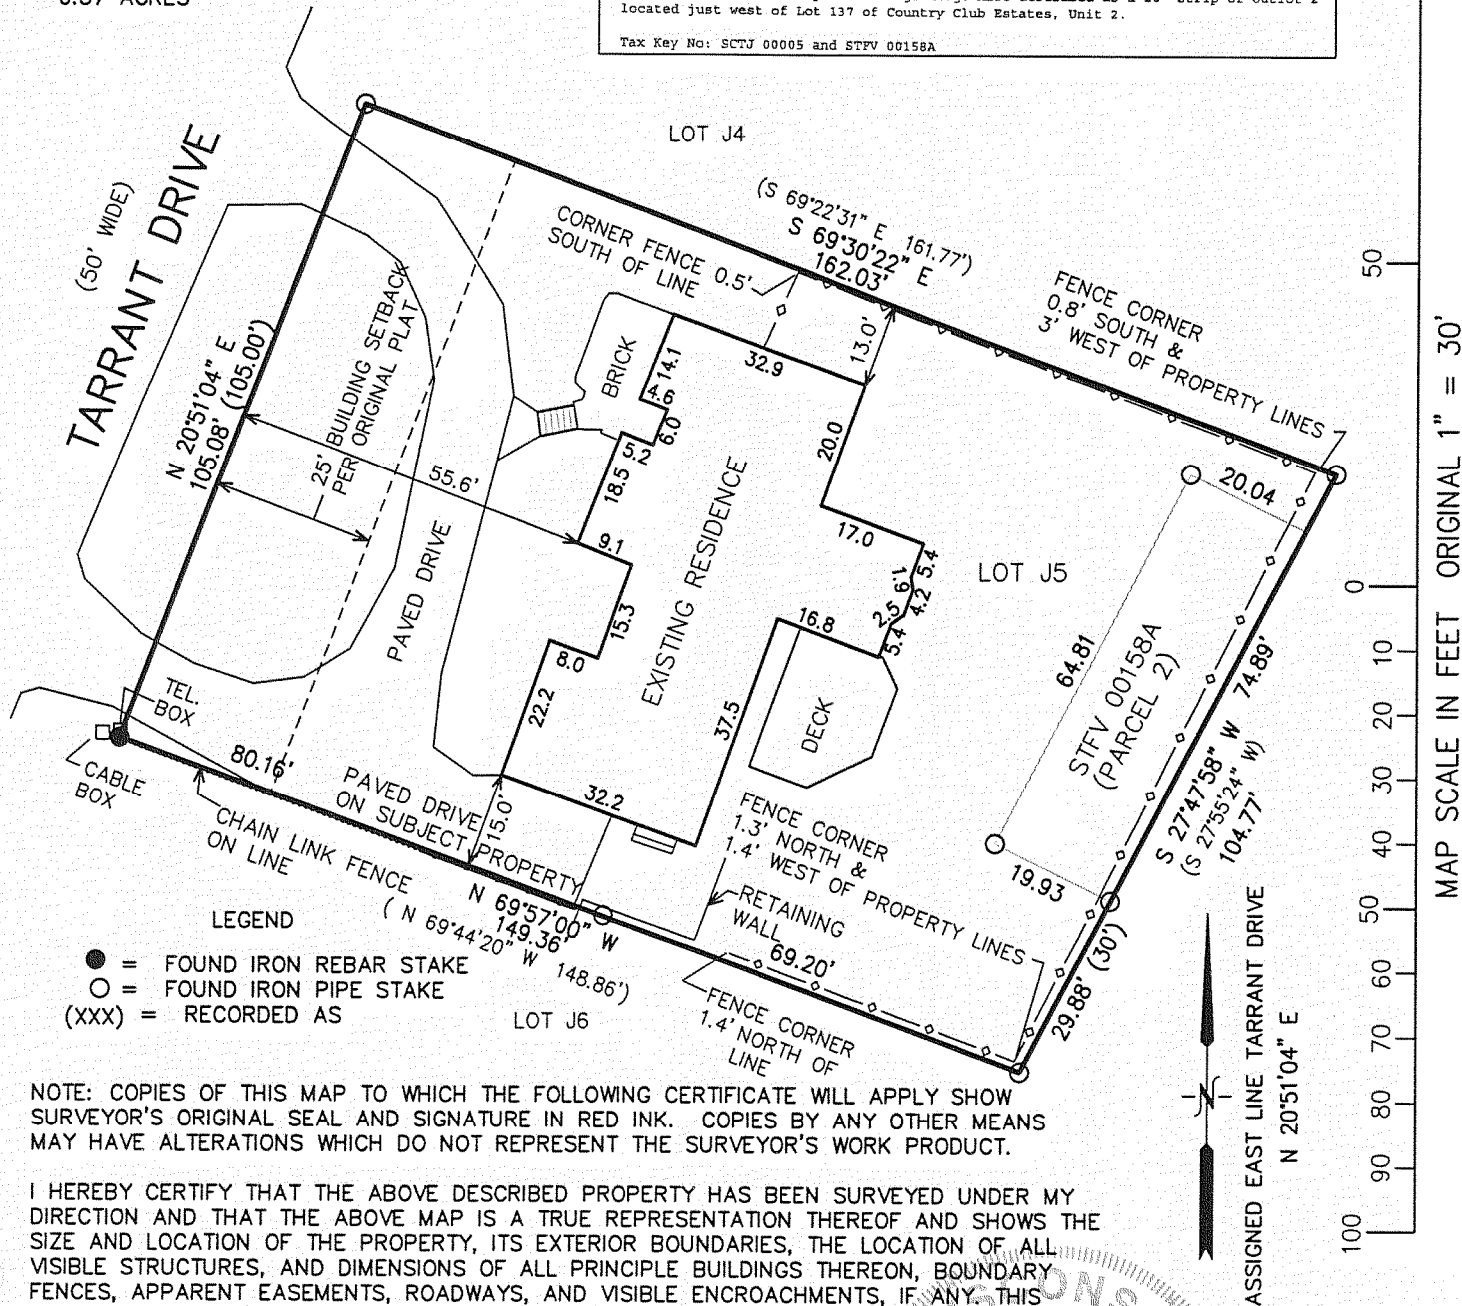 0.37 ACRES
located just west of Lot 137 of Country Club Estates, Unit 2.
Tax Key No: SCTJ 00005 and STFV 00158A
LOT J4
TARRANT DRIVE
(50' WIDE)
(S 69°22'31" E 161.77')
S 69°30'22" E
162.03'
CORNER FENCE 0.5'
SOUTH OF LINE
FENCE CORNER
0.8' SOUTH &
3' WEST OF PROPERTY LINES
N 20°51'04" E
105.08' (105.00')
25' BUILDING SETBACK
PER ORIGINAL PLAT
BRICK
14.1
4.6
6.0
5.2
18.5
32.9
13.0'
20.0
17.0
5.4
1.9
4.2
2.5
5.4
16.8
55.6'
9.1
15.3
8.0
22.2
37.5
32.2
15.0'
PAVED DRIVE
EXISTING RESIDENCE
LOT J5
DECK
20.04
64.81
19.93
STFV 00158A
(PARCEL 2)
74.89'
S 27°47'58" W
(S 27°55'24" W)
104.77'
29.88' (30')
TEL.
BOX
CABLE
BOX
80.16'
PAVED DRIVE
ON SUBJECT PROPERTY
CHAIN LINK FENCE
ON LINE
FENCE CORNER
1.3' NORTH &
1.4' WEST OF PROPERTY LINES
RETAINING
WALL
69.20'
N 69°57'00" W
149.36'
( N 69°44'20" W 148.86')
FENCE CORNER
1.4' NORTH OF
LINE
LOT J6
LEGEND
= FOUND IRON REBAR STAKE
= FOUND IRON PIPE STAKE
(XXX) = RECORDED AS
NOTE: COPIES OF THIS MAP TO WHICH THE FOLLOWING CERTIFICATE WILL APPLY SHOW
SURVEYOR'S ORIGINAL SEAL AND SIGNATURE IN RED INK. COPIES BY ANY OTHER MEANS
MAY HAVE ALTERATIONS WHICH DO NOT REPRESENT THE SURVEYOR'S WORK PRODUCT.
I HEREBY CERTIFY THAT THE ABOVE DESCRIBED PROPERTY HAS BEEN SURVEYED UNDER MY
DIRECTION AND THAT THE ABOVE MAP IS A TRUE REPRESENTATION THEREOF AND SHOWS THE
SIZE AND LOCATION OF THE PROPERTY, ITS EXTERIOR BOUNDARIES, THE LOCATION OF ALL
VISIBLE STRUCTURES, AND DIMENSIONS OF ALL PRINCIPLE BUILDINGS THEREON, BOUNDARY
FENCES, APPARENT EASEMENTS, ROADWAYS, AND VISIBLE ENCROACHMENTS, IF ANY. THIS
N
ASSIGNED EAST LINE TARRANT DRIVE
N 20°51'04" E
50
0
10
20
30
40
50
60
70
80
90
100
MAP SCALE IN FEET ORIGINAL 1" = 30'